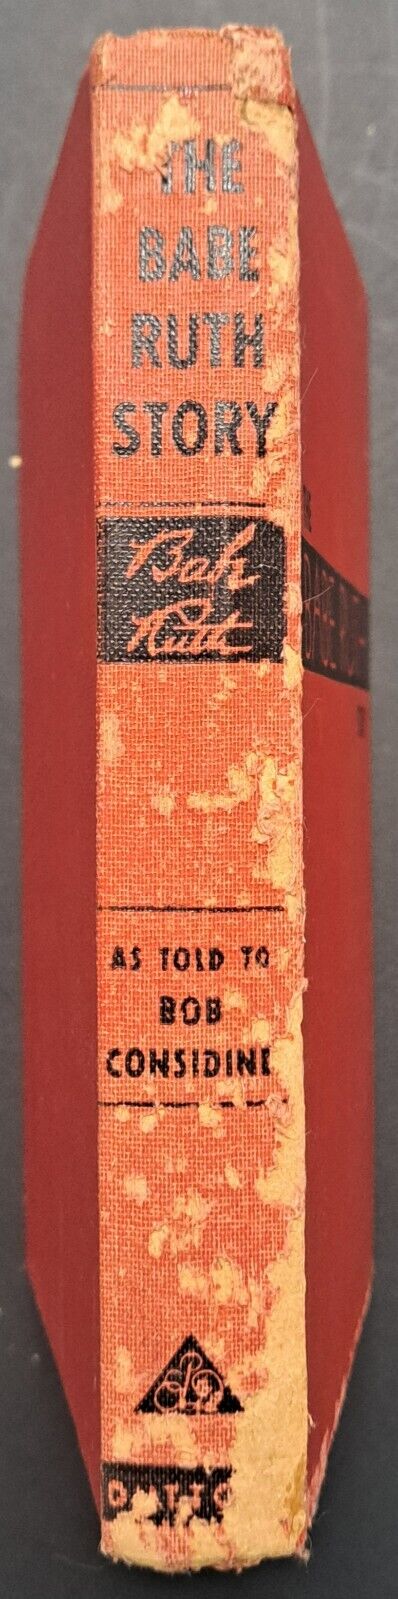 THE
BABE
RUTH
STORY
Babe
Ruth
AS TOLD TO
BOB
CONSIDINE